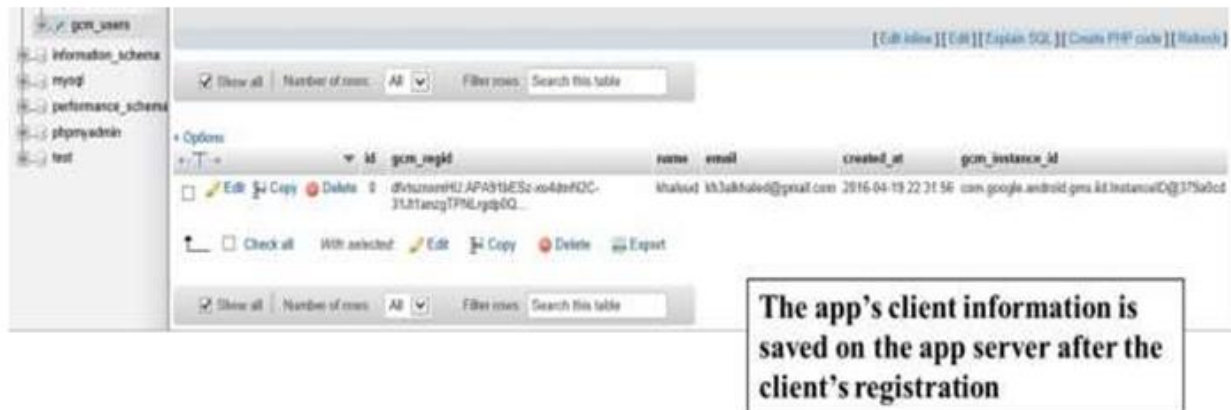 gcm_users
information_schema
mysql
performance_schema
phpmyadmin
test
[ Edit inline ] [ Edit ] [ Explain SQL ] [ Create PHP code ] [ Refresh ]
Show all Number of rows: All Filter rows: Search this table
+ Options
id gcm_regid name email created_at gcm_instance_id
Edit Copy Delete khaloud kh3alkhaled@gmail.com 2016-04-19 22:31:56
Check all With selected: Edit Copy Delete Export
Show all Number of rows: All Filter rows: Search this table
The app's client information is
saved on the app server after the
client's registration